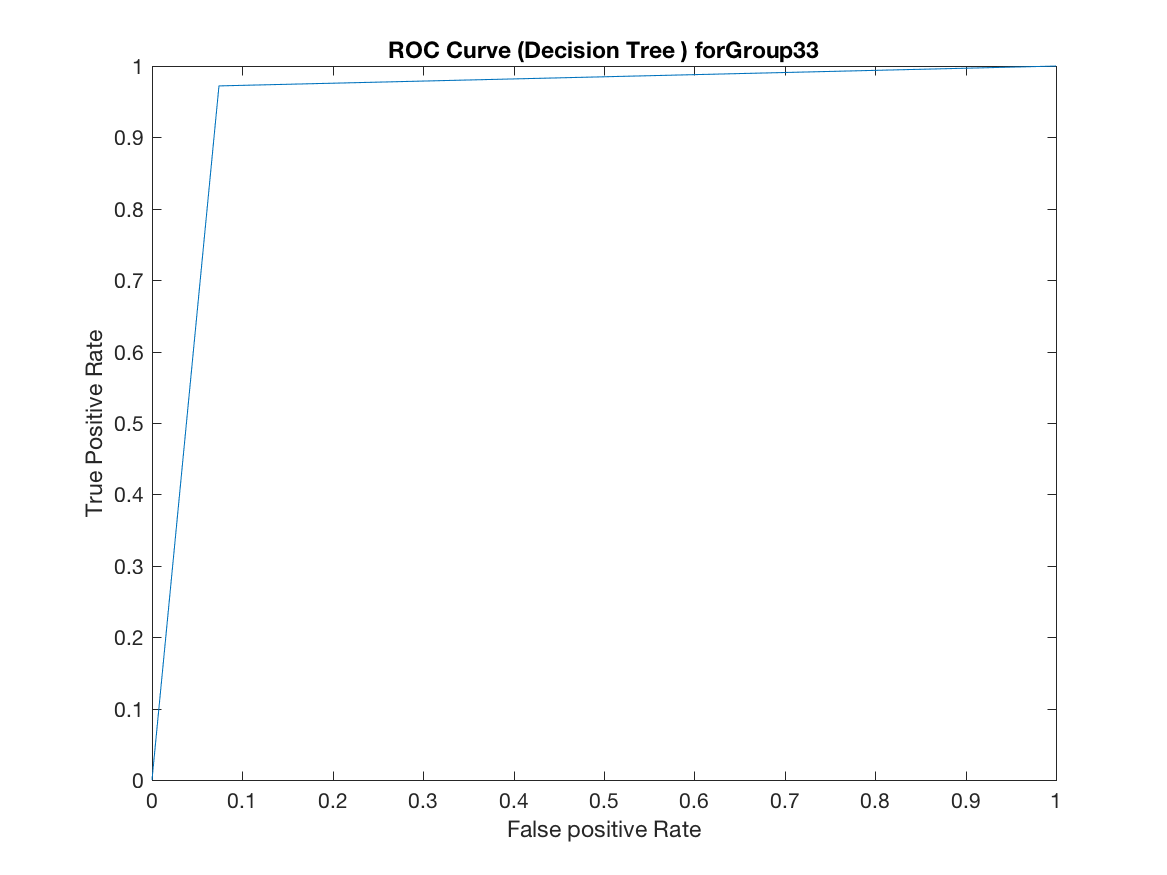 ROC Curve (Decision Tree ) forGroup33
1
0.9
0.8
0.7
0.6
0.5
0.4
0.3
0.2
0.1
0
True Positive Rate
0 0.1 0.2 0.3 0.4 0.5 0.6 0.7 0.8 0.9 1
False positive Rate